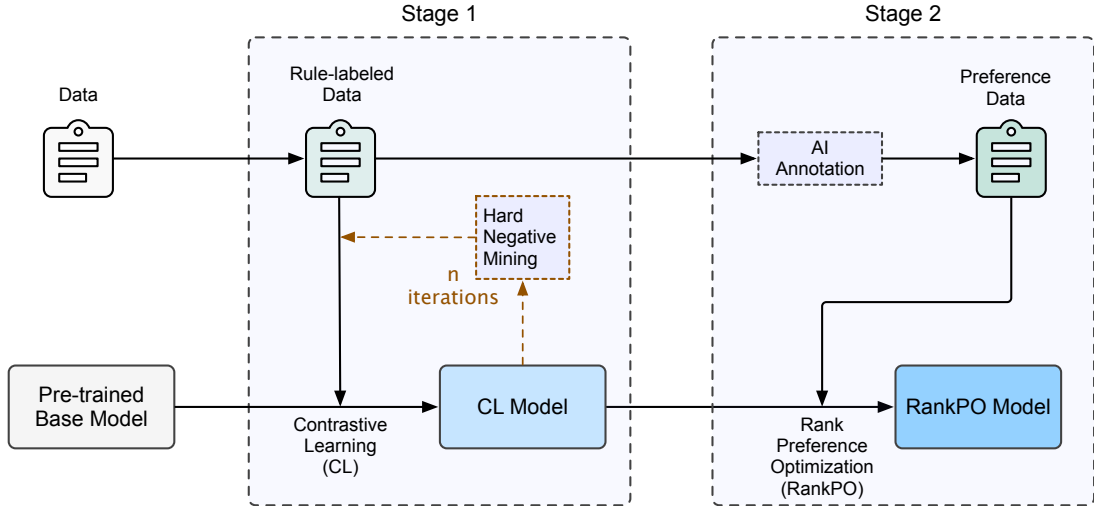 Stage 1
Stage 2
Data
Rule-labeled
Data
AI
Annotation
Preference
Data
Hard
Negative
Mining
n
iterations
Pre-trained
Base Model
Contrastive
Learning
(CL)
CL Model
Rank
Preference
Optimization
(RankPO)
RankPO Model